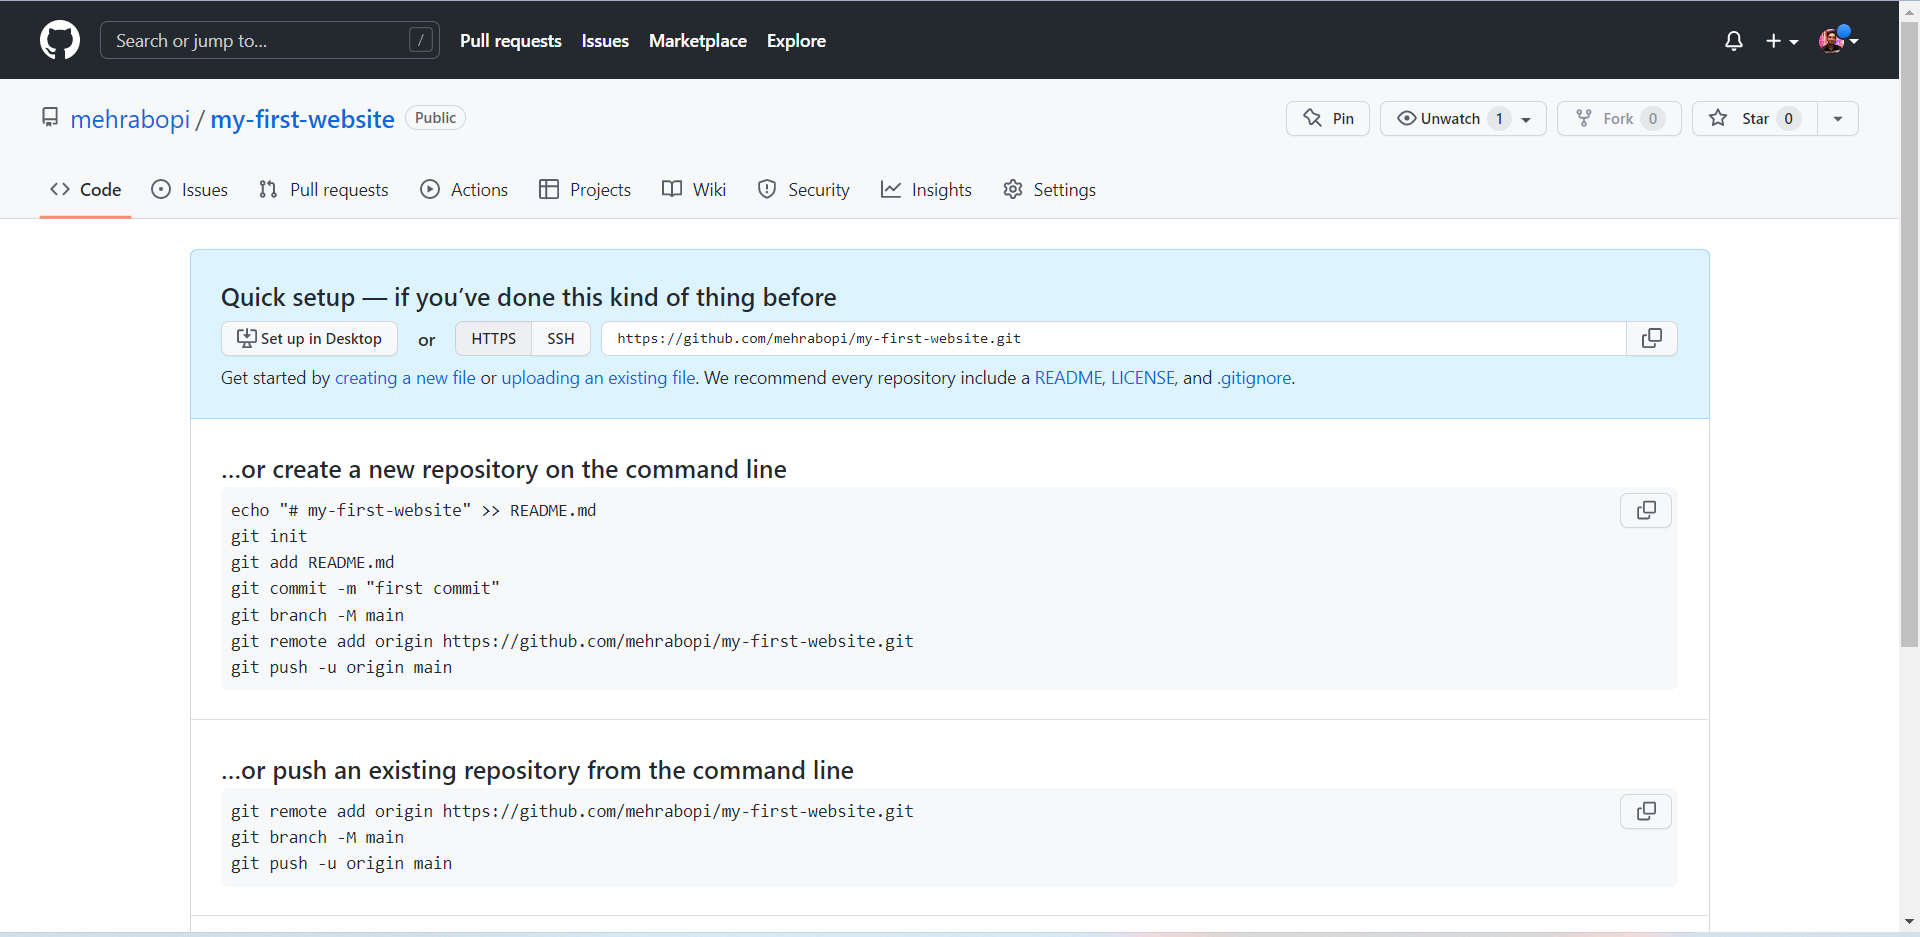 Search or jump to... /
Pull requests Issues Marketplace Explore
mehrabopi / my-first-website Public
Pin Unwatch 1 Fork 0 Star 0
Code Issues Pull requests Actions Projects Wiki Security Insights Settings
Quick setup — if you’ve done this kind of thing before
Set up in Desktop or HTTPS SSH https://github.com/mehrabopi/my-first-website.git
Get started by creating a new file or uploading an existing file. We recommend every repository include a README, LICENSE, and .gitignore.
…or create a new repository on the command line
echo "# my-first-website" >> README.md
git init
git add README.md
git commit -m "first commit"
git branch -M main
git remote add origin https://github.com/mehrabopi/my-first-website.git
git push -u origin main
…or push an existing repository from the command line
git remote add origin https://github.com/mehrabopi/my-first-website.git
git branch -M main
git push -u origin main